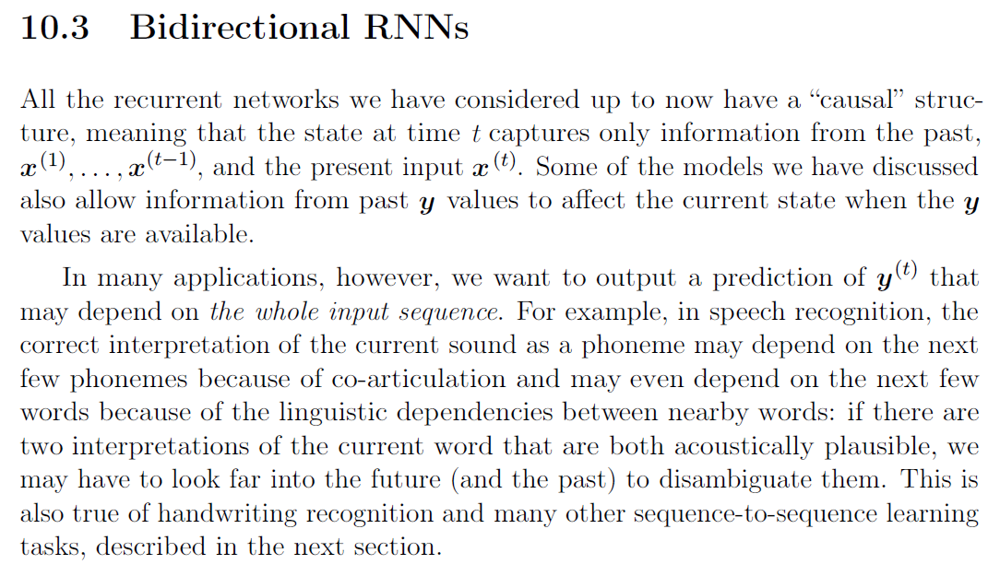 10.3 Bidirectional RNNs
All the recurrent networks we have considered up to now have a “causal” struc-
ture, meaning that the state at time t captures only information from the past,
x^(1), . . . , x^(t−1), and the present input x^(t). Some of the models we have discussed
also allow information from past y values to affect the current state when the y
values are available.
In many applications, however, we want to output a prediction of y^(t) that
may depend on the whole input sequence. For example, in speech recognition, the
correct interpretation of the current sound as a phoneme may depend on the next
few phonemes because of co-articulation and may even depend on the next few
words because of the linguistic dependencies between nearby words: if there are
two interpretations of the current word that are both acoustically plausible, we
may have to look far into the future (and the past) to disambiguate them. This is
also true of handwriting recognition and many other sequence-to-sequence learning
tasks, described in the next section.